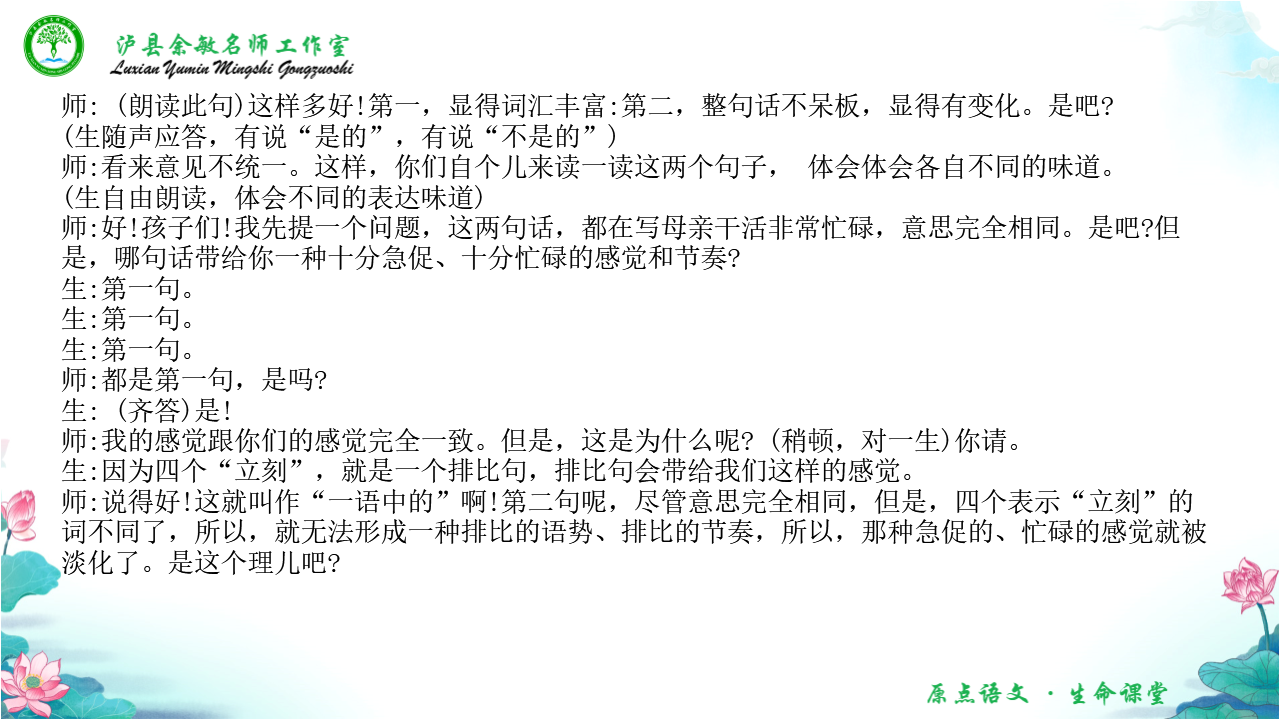 泸县余敏名师工作室
Luxian Yumin Mingshi Gongzuoshi
师: (朗读此句)这样多好!第一，显得词汇丰富:第二，整句话不呆板，显得有变化。是吧?
(生随声应答，有说“是的”，有说“不是的”)
师:看来意见不统一。这样，你们自个儿来读一读这两个句子， 体会体会各自不同的味道。
(生自由朗读，体会不同的表达味道)
师:好!孩子们!我先提一个问题，这两句话，都在写母亲干活非常忙碌，意思完全相同。是吧?但
是，哪句话带给你一种十分急促、十分忙碌的感觉和节奏?
生:第一句。
生:第一句。
生:第一句。
师:都是第一句，是吗?
生: (齐答)是!
师:我的感觉跟你们的感觉完全一致。但是，这是为什么呢? (稍顿，对一生)你请。
生:因为四个“立刻”，就是一个排比句，排比句会带给我们这样的感觉。
师:说得好!这就叫作“一语中的”啊!第二句呢，尽管意思完全相同，但是，四个表示“立刻”的
词不同了，所以，就无法形成一种排比的语势、排比的节奏，所以，那种急促的、忙碌的感觉就被
淡化了。是这个理儿吧?
原点语文 · 生命课堂